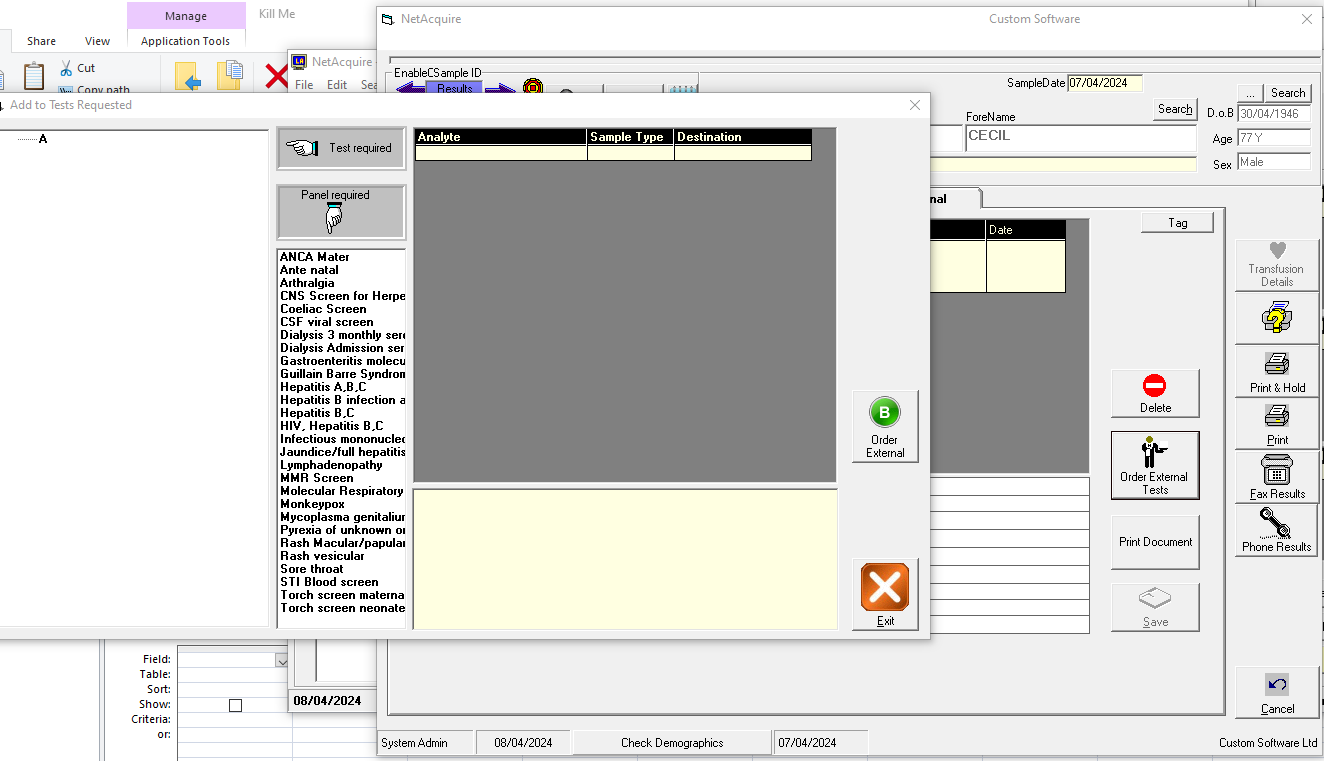 Manage
Kill Me
Share
View
Application Tools
Cut
Copy path
NetAcquire
Custom Software
NetAcquire
File Edit Sea
EnableCSample ID
Results
SampleDate 07/04/2024
... Search
Search
ForeName
CECIL
D.o.B 30/04/1946
Age 77 Y
Sex Male
Add to Tests Requested
A
Test required
Panel required
Analyte Sample Type Destination
ANCA Mater
Ante natal
Arthralgia
CNS Screen for Herpe
Coeliac Screen
CSF viral screen
Dialysis 3 monthly sero
Dialysis Admission ser
Gastroenteritis molecu
Guillain Barre Syndrom
Hepatitis A,B,C
Hepatitis B infection a
Hepatitis B,C
HIV, Hepatitis B,C
Infectious mononucleo
Jaundice/full hepatitis
Lymphadenopathy
MMR Screen
Molecular Respiratory
Monkeypox
Mycoplasma genitaliun
Pyrexia of unknown or
Rash Macular/papular
Rash vesicular
Sore throat
STI Blood screen
Torch screen materna
Torch screen neonate
B
Order
External
Exit
nal
Date
Tag
Delete
Order External
Tests
Print Document
Save
Transfusion
Details
Print & Hold
Print
Fax Results
Phone Results
Cancel
Field:
Table:
Sort:
Show:
Criteria:
or:
08/04/2024
System Admin
08/04/2024
Check Demographics
07/04/2024
Custom Software Ltd